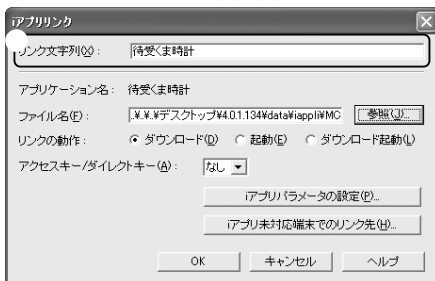 iアプリリンク
リンク文字列(X): 待受くま時計
アプリケーション名: 待受くま時計
ファイル名(F): .¥.¥.¥デスクトップ¥4.0.1.134¥data¥iappli¥MC 参照(J)...
リンクの動作: ダウンロード(D) 起動(E) ダウンロード起動(L)
アクセスキー/ダイレクトキー(A): なし
iアプリパラメータの設定(P)...
iアプリ未対応端末でのリンク先(H)...
OK キャンセル ヘルプ